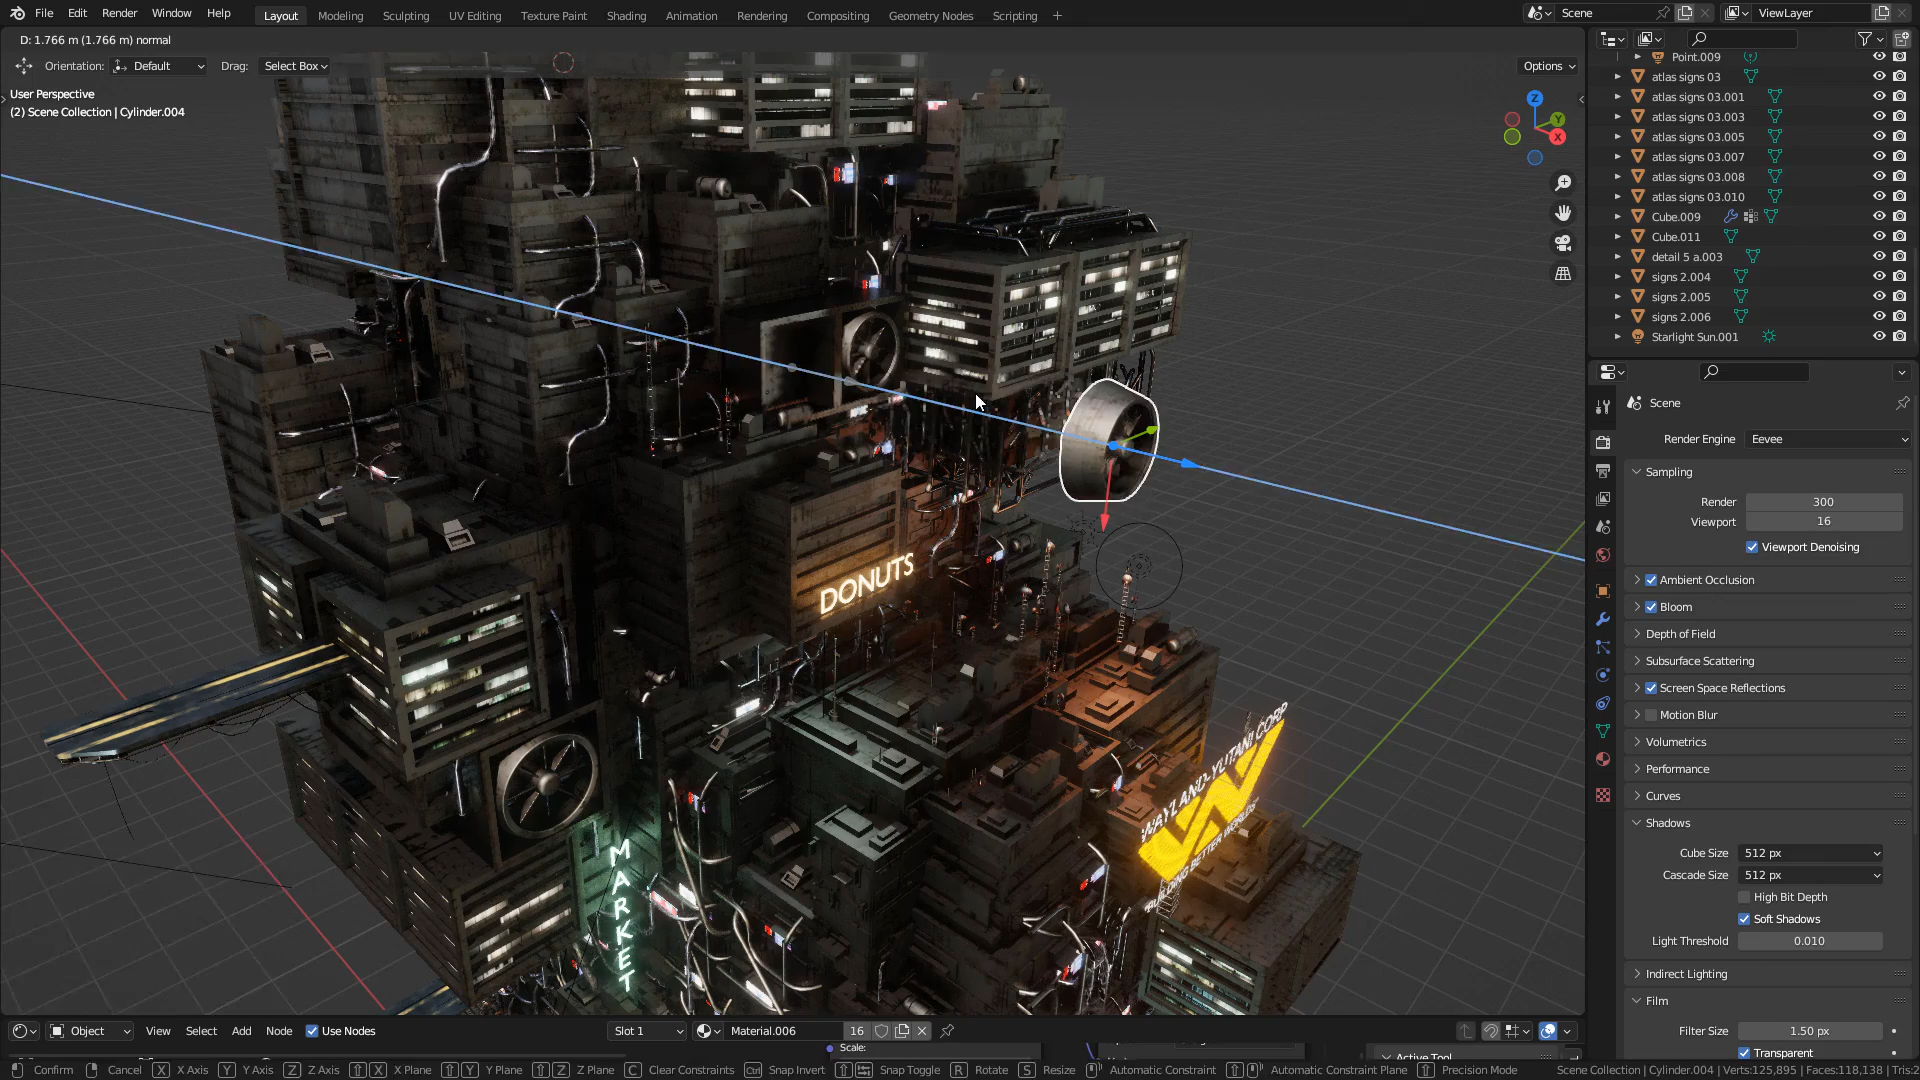 File Edit Render Window Help Layout Modeling Sculpting UV Editing Texture Paint Shading Animation Rendering Compositing Geometry Nodes Scripting + Scene ViewLayer
D: 1.766 m (1.766 m) normal
Orientation: Default Drag: Select Box Options
User Perspective
(2) Scene Collection | Cylinder.004
Z
Y
X
DONUTS
MARKET
WEYLAND-YUTANI CORP
BUILDING BETTER WORLDS
Point.009
atlas signs 03
atlas signs 03.001
atlas signs 03.003
atlas signs 03.005
atlas signs 03.007
atlas signs 03.008
atlas signs 03.010
Cube.009
Cube.011
detail 5 a.003
signs 2.004
signs 2.005
signs 2.006
Starlight Sun.001
Scene
Render Engine Eevee
Sampling
Render 300
Viewport 16
Viewport Denoising
Ambient Occlusion
Bloom
Depth of Field
Subsurface Scattering
Screen Space Reflections
Motion Blur
Volumetrics
Performance
Curves
Shadows
Cube Size 512 px
Cascade Size 512 px
High Bit Depth
Soft Shadows
Light Threshold 0.010
Indirect Lighting
Film
Filter Size 1.50 px
Transparent
Object View Select Add Node Use Nodes Slot 1 Material.006 16
Scale:
Active Tool
Confirm Cancel X X Axis Y Y Axis Z Z Axis X X Plane Y Y Plane Z Z Plane C Clear Constraints Ctrl Snap Invert Snap Toggle R Rotate S Resize Automatic Constraint Automatic Constraint Plane Precision Mode Scene Collection | Cylinder.004 | Verts:125,895 | Faces:118,138 | Tris:2